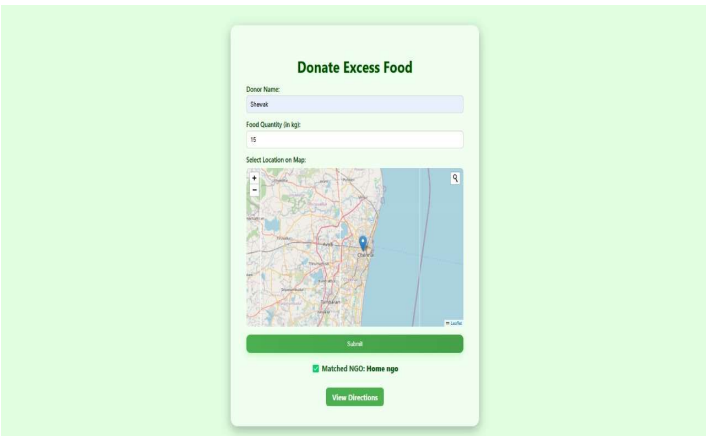 Donate Excess Food
Donor Name:
Shevak
Food Quantity (in kg):
15
Select Location on Map:
+
−
Avadi
Chennai
Leaflet
Submit
✅ Matched NGO: Home ngo
View Directions